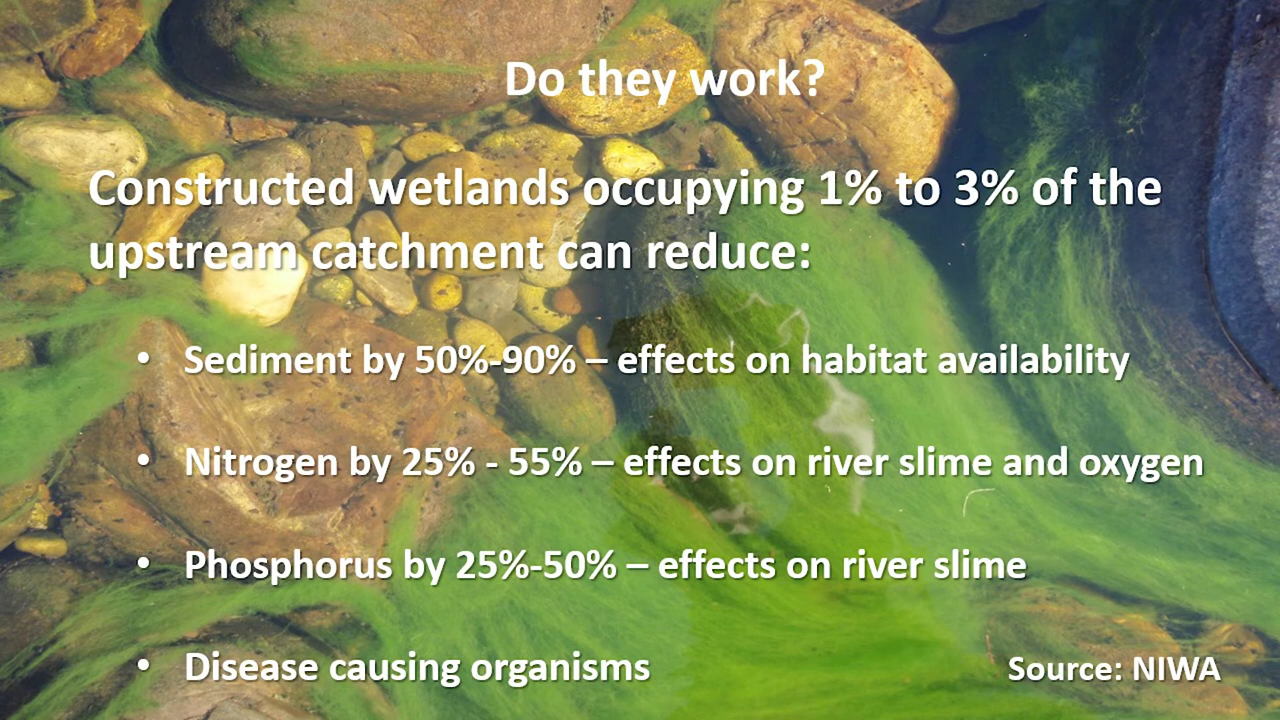 Do they work?
Constructed wetlands occupying 1% to 3% of the
upstream catchment can reduce:
• Sediment by 50%-90% – effects on habitat availability
• Nitrogen by 25% - 55% – effects on river slime and oxygen
• Phosphorus by 25%-50% – effects on river slime
• Disease causing organisms
Source: NIWA